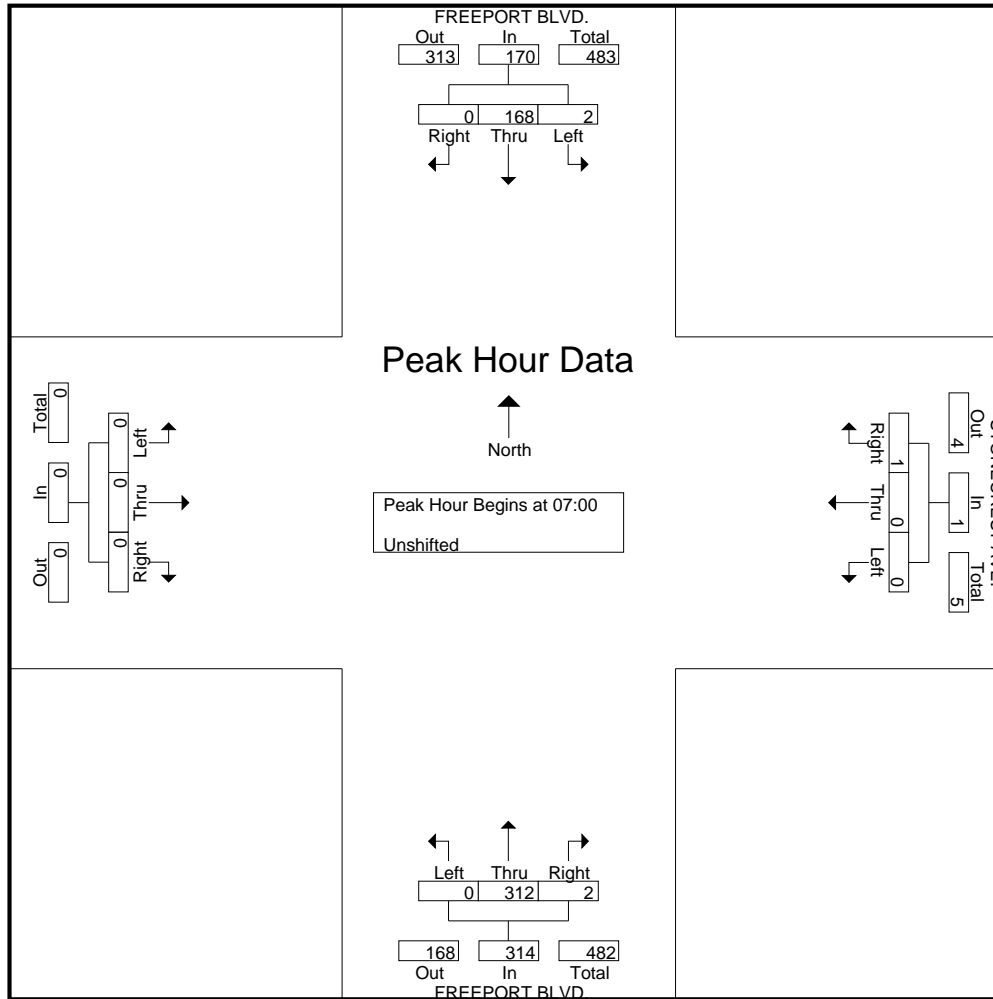 FREEPORT BLVD.
Out In Total
313 170 483
0 168 2
Right Thru Left
Peak Hour Data
North
Peak Hour Begins at 07:00
Unshifted
Total In Out
0 0 0
0 0 0
Left Thru Right
Right Thru Left
1 0 0
4 1 5
Out In Total
Left Thru Right
0 312 2
168 314 482
Out In Total
FREEPORT BLVD